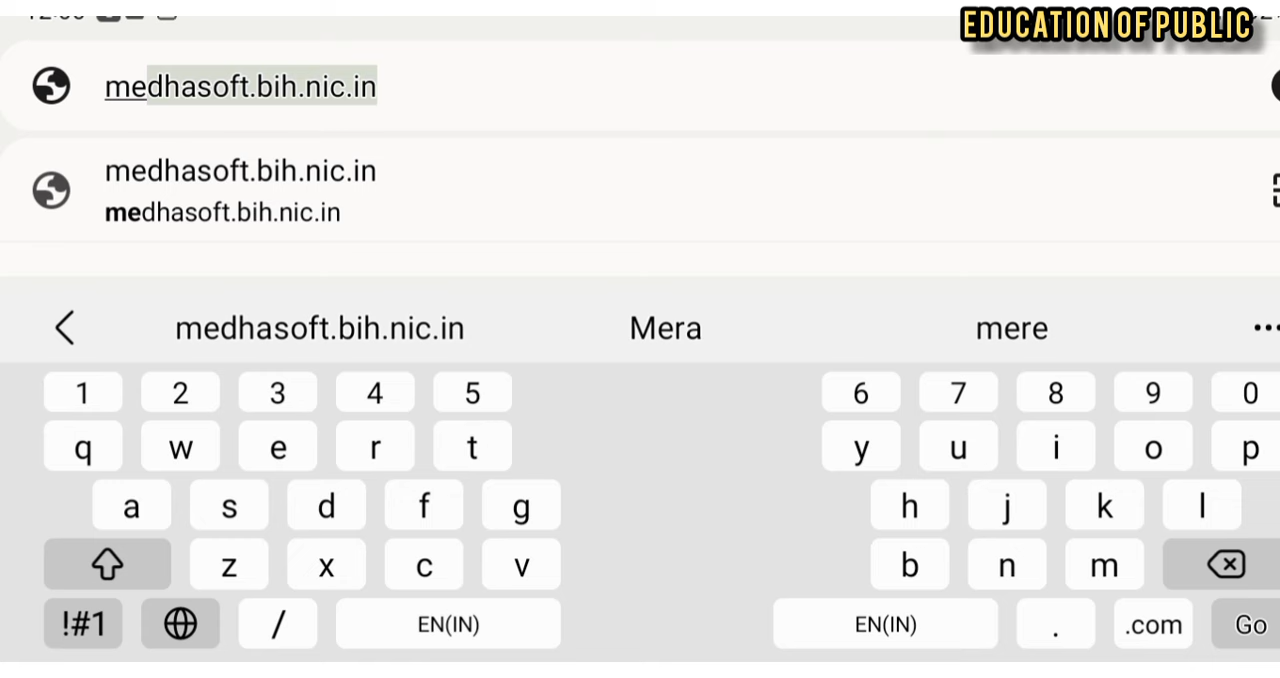 EDUCATION OF PUBLIC
medhasoft.bih.nic.in
medhasoft.bih.nic.in
medhasoft.bih.nic.in
medhasoft.bih.nic.in Mera mere
1 2 3 4 5 6 7 8 9 0
q w e r t y u i o p
a s d f g h j k l
z x c v b n m
!#1 / EN(IN) EN(IN) . .com Go